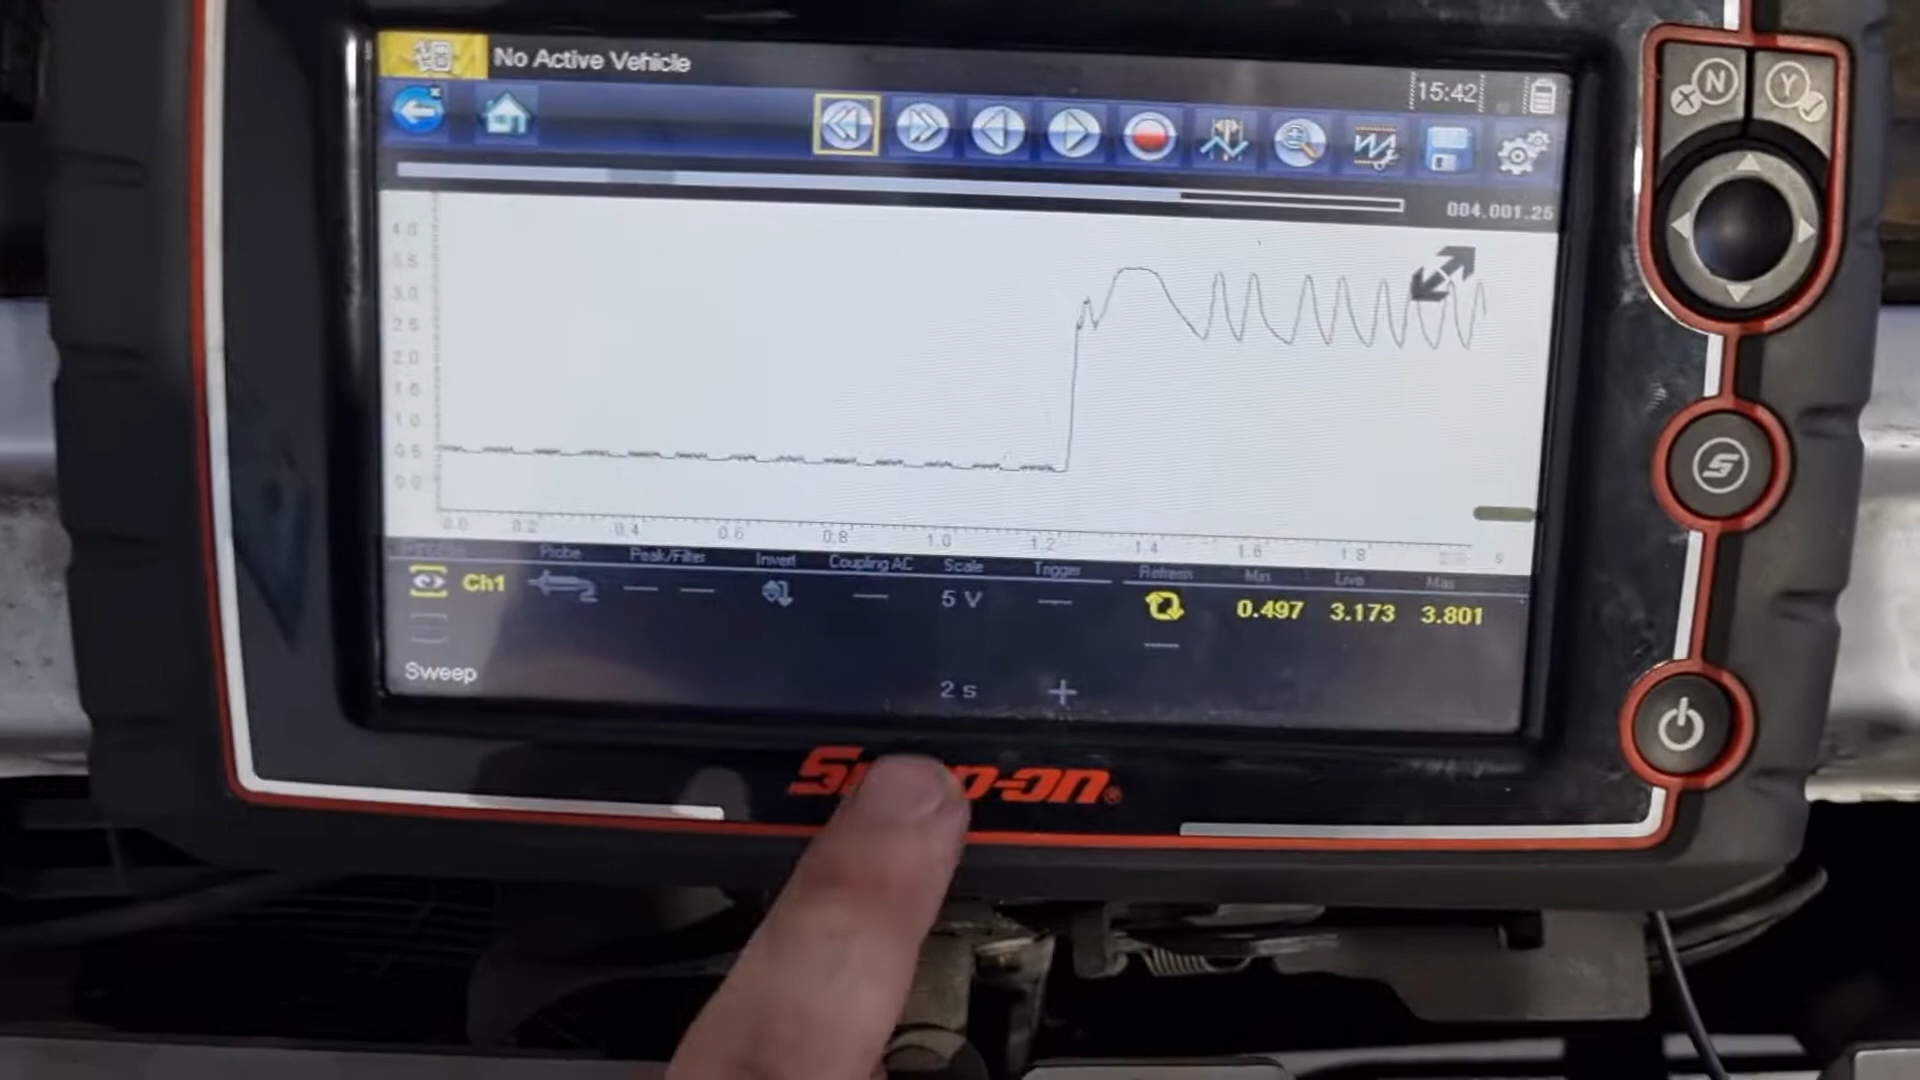 No Active Vehicle
15:42
N
Y
004.001.25
4.0
3.5
3.0
2.5
2.0
1.5
1.0
0.5
0.0
0.0 0.2 0.4 0.6 0.8 1.0 1.2 1.4 1.6 1.8 s
Probe Peak/Filter Invert Coupling AC Scale Trigger Refresh Min Live Max
Ch1 5 V 0.497 3.173 3.801
Sweep 2 s
S